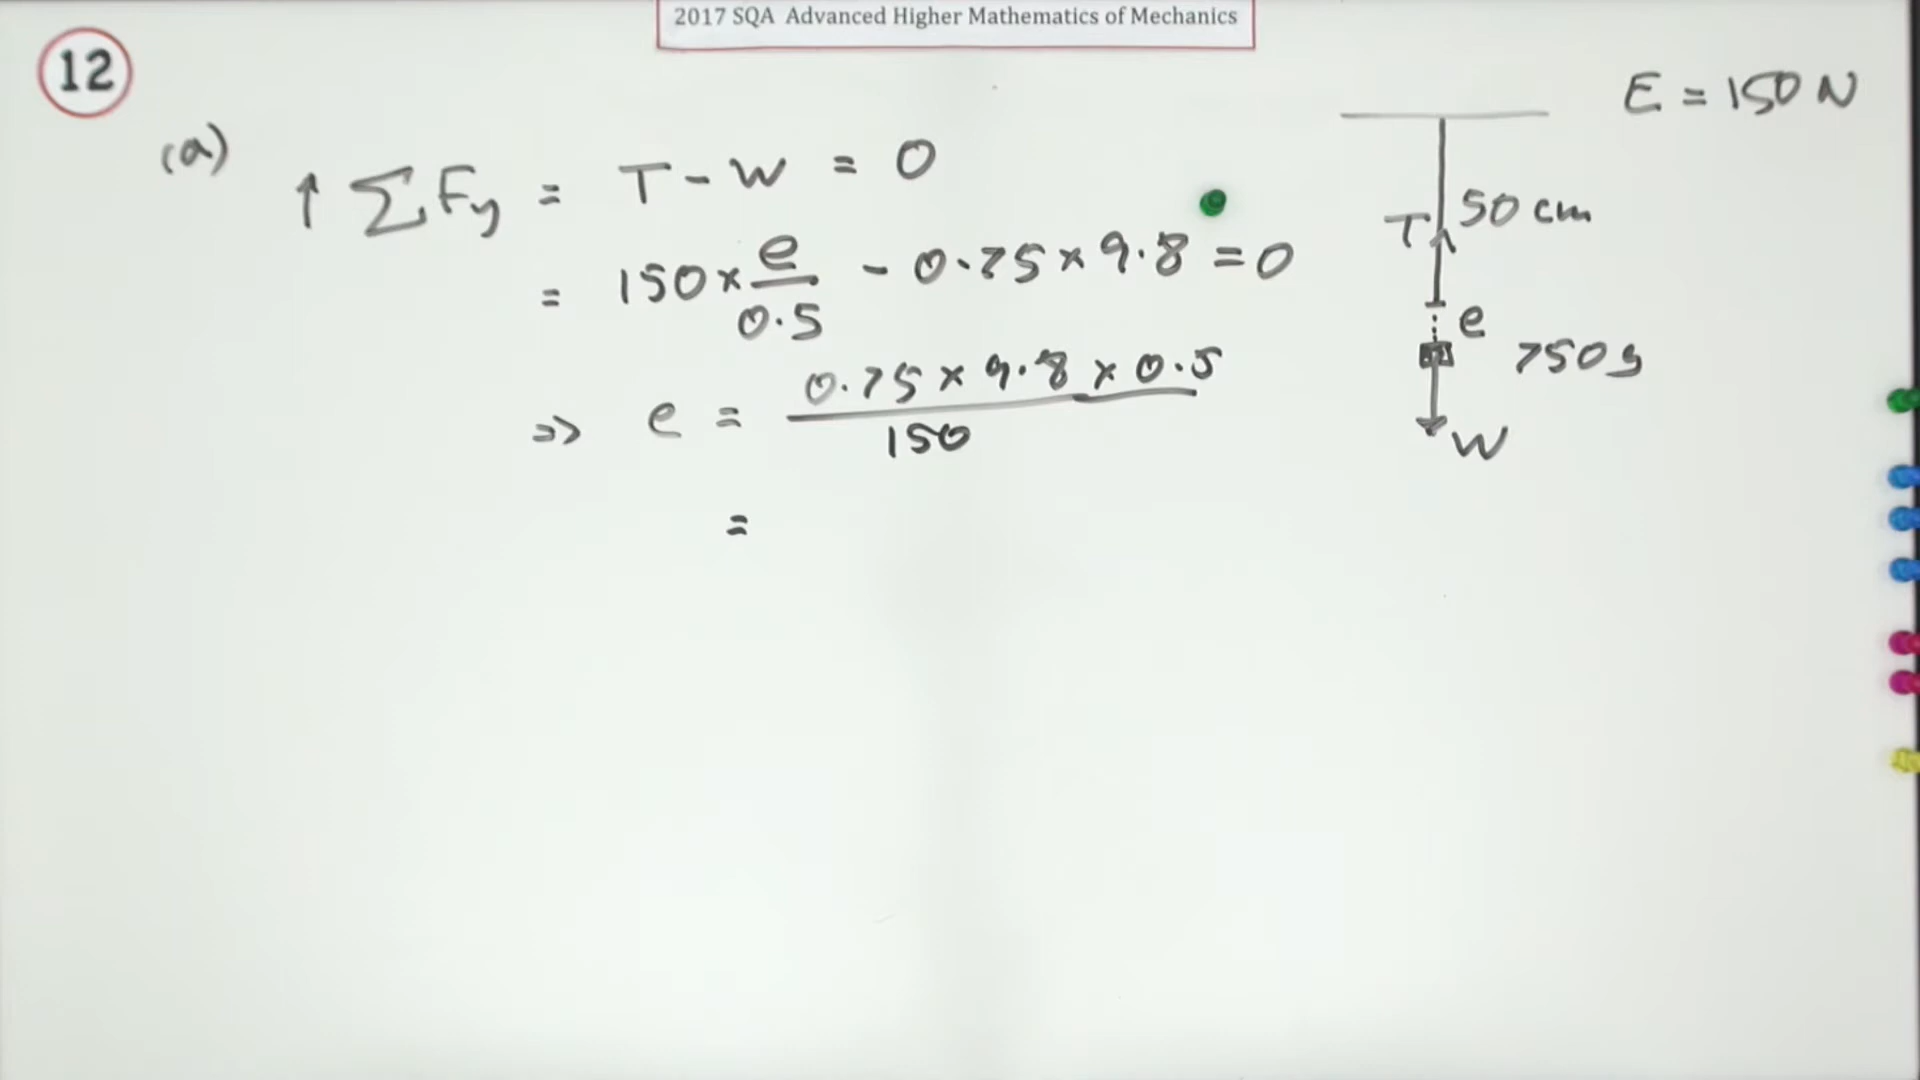 2017 SQA Advanced Higher Mathematics of Mechanics
12
(a)
↑ ΣFy = T - W = 0
= 150 × e/0.5 - 0.75 × 9.8 = 0
⇒ e = 0.75 × 9.8 × 0.5 / 150
=
E = 150 N
50 cm
T
e
750g
W